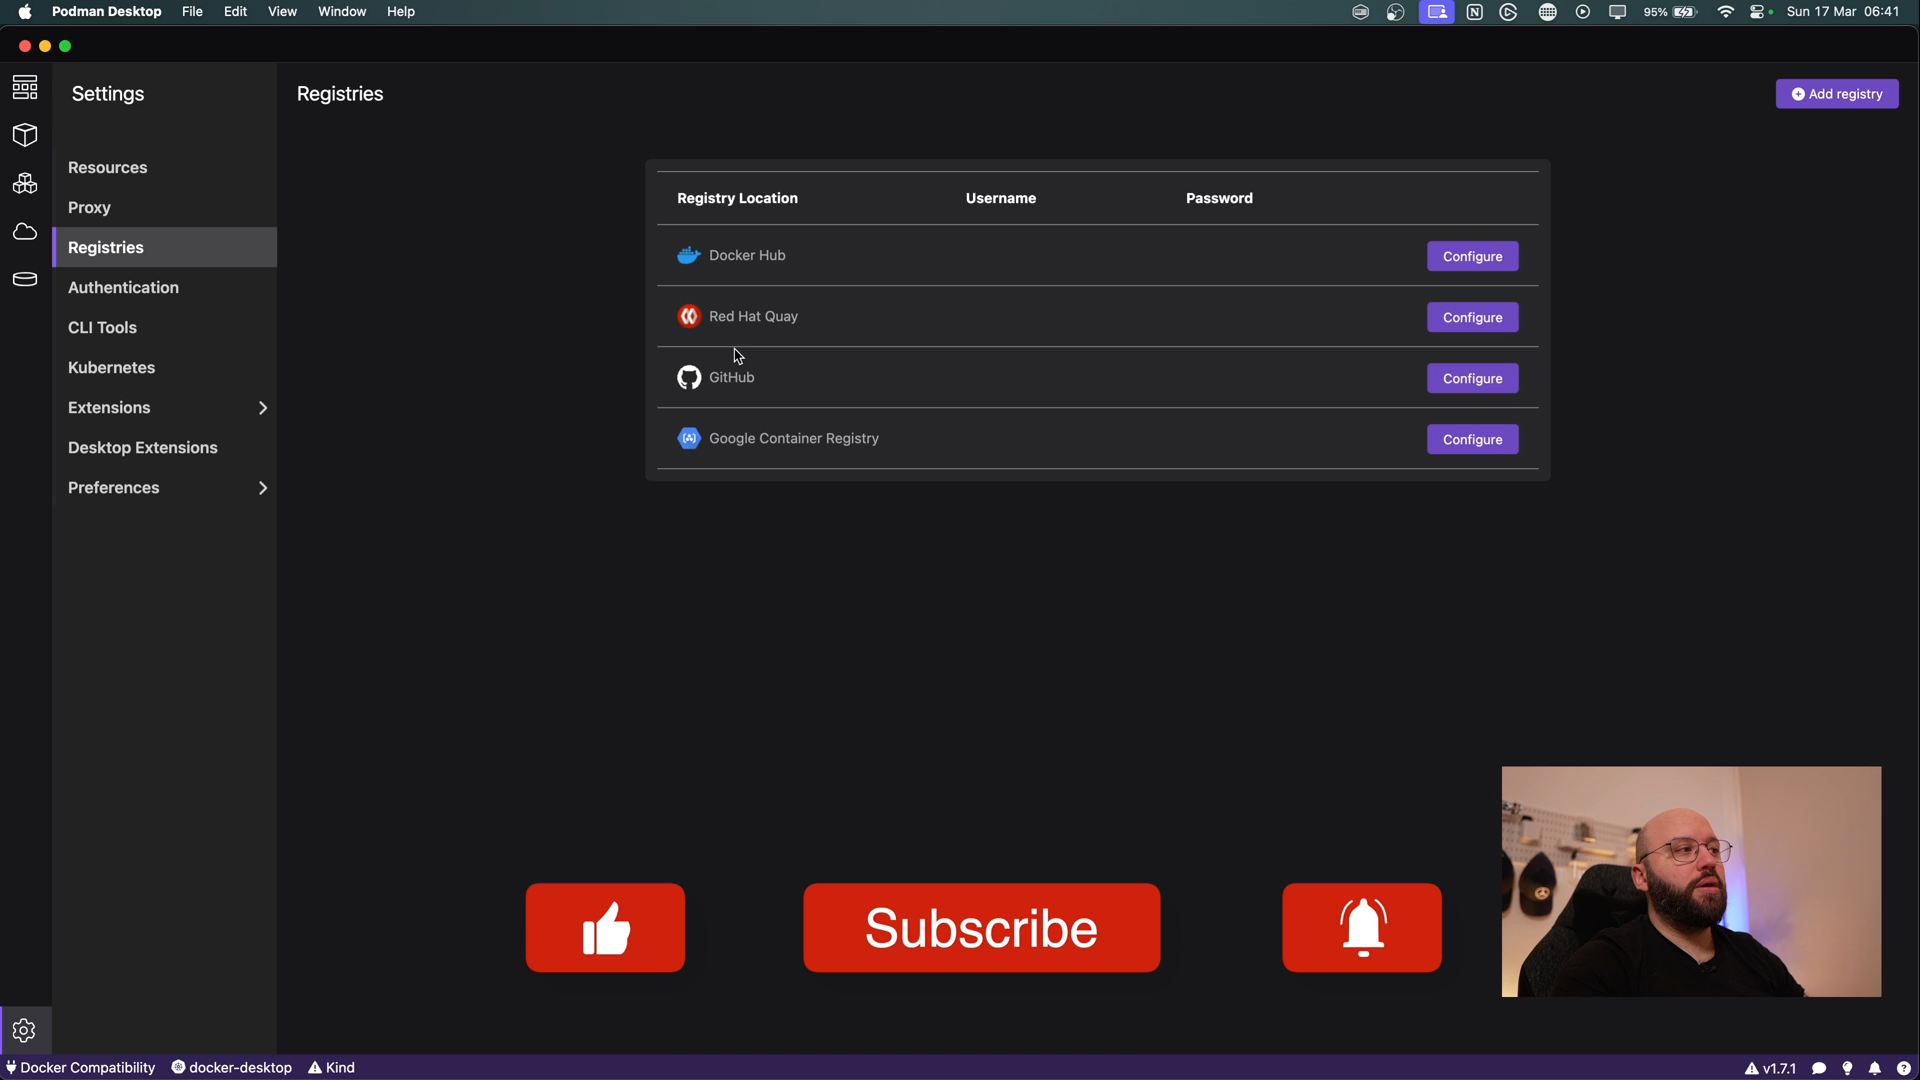 Podman Desktop File Edit View Window Help
95% Sun 17 Mar 06:41
Settings
Registries
Add registry
Resources
Proxy
Registries
Authentication
CLI Tools
Kubernetes
Extensions
Desktop Extensions
Preferences
Registry Location Username Password
Docker Hub Configure
Red Hat Quay Configure
GitHub Configure
Google Container Registry Configure
Subscribe
Docker Compatibility docker-desktop Kind v1.7.1